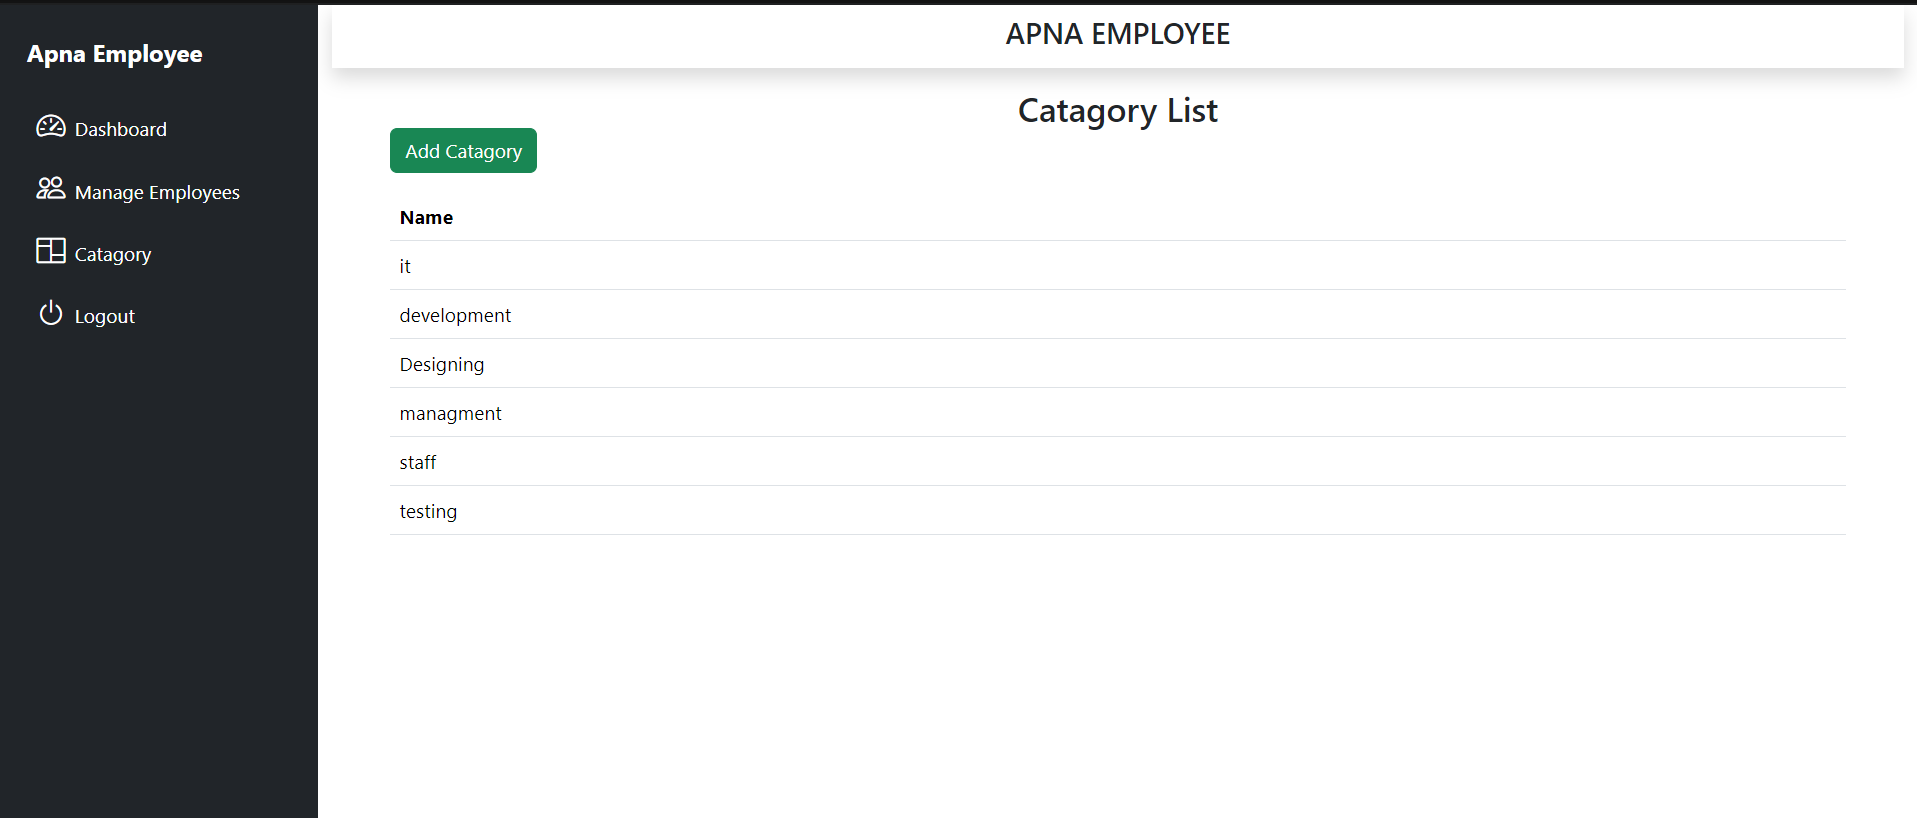 Apna Employee
Dashboard
Manage Employees
Catagory
Logout
APNA EMPLOYEE
Catagory List
Add Catagory
Name
it
development
Designing
managment
staff
testing